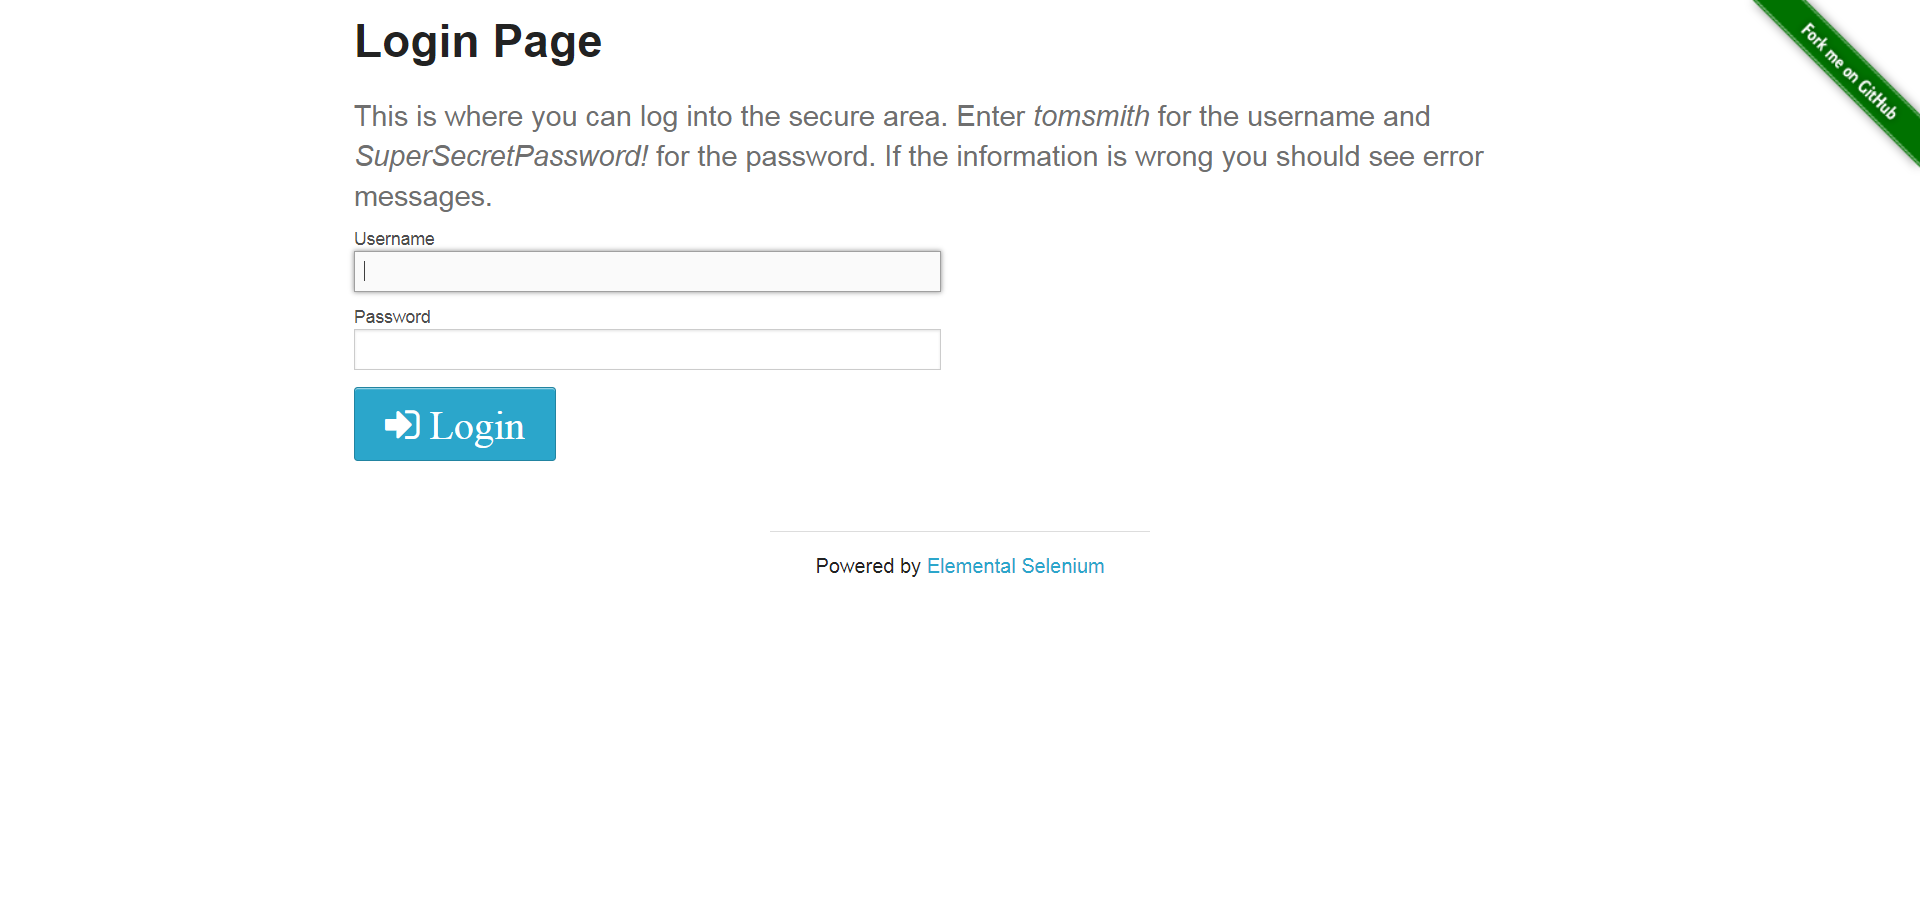 Login Page
Fork me on GitHub
This is where you can log into the secure area. Enter tomsmith for the username and
SuperSecretPassword! for the password. If the information is wrong you should see error
messages.
Username
Password
Login
Powered by Elemental Selenium